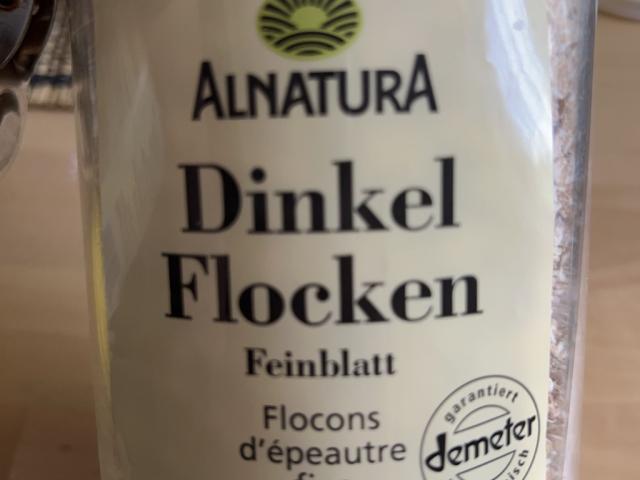 ALNATURA
Dinkel
Flocken
Feinblatt
Flocons
d'épeautre
garantiert
demeter